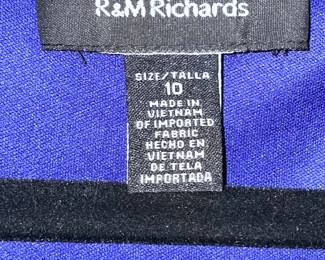 R&M Richards
SIZE/TALLA
10
MADE IN
VIETNAM
OF IMPORTED
FABRIC
HECHO EN
VIETNAM
DE TELA
IMPORTADA